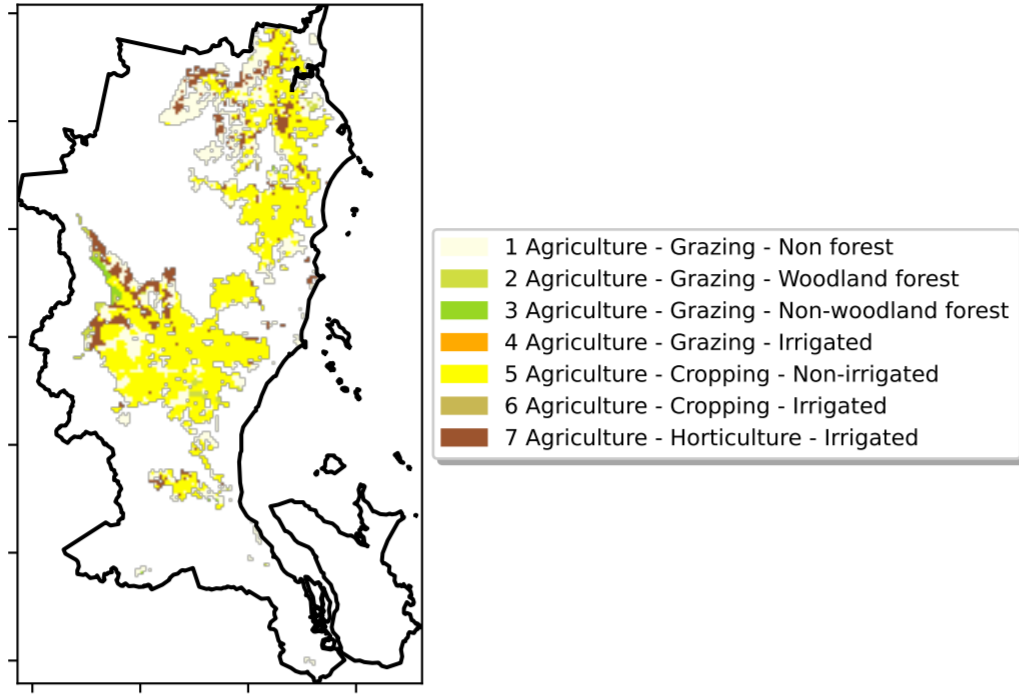 1 Agriculture - Grazing - Non forest
2 Agriculture - Grazing - Woodland forest
3 Agriculture - Grazing - Non-woodland forest
4 Agriculture - Grazing - Irrigated
5 Agriculture - Cropping - Non-irrigated
6 Agriculture - Cropping - Irrigated
7 Agriculture - Horticulture - Irrigated